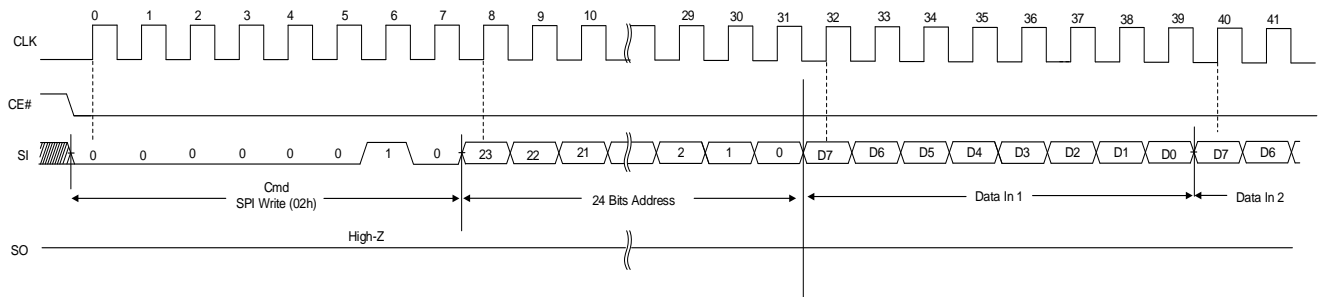 0 1 2 3 4 5 6 7 8 9 10 29 30 31 32 33 34 35 36 37 38 39 40 41
CLK
CE#
SI 0 0 0 0 0 0 1 0 23 22 21 2 1 0 D7 D6 D5 D4 D3 D2 D1 D0 D7 D6
Cmd
SPI Write (02h) 24 Bits Address Data In 1 Data In 2
High-Z
SO